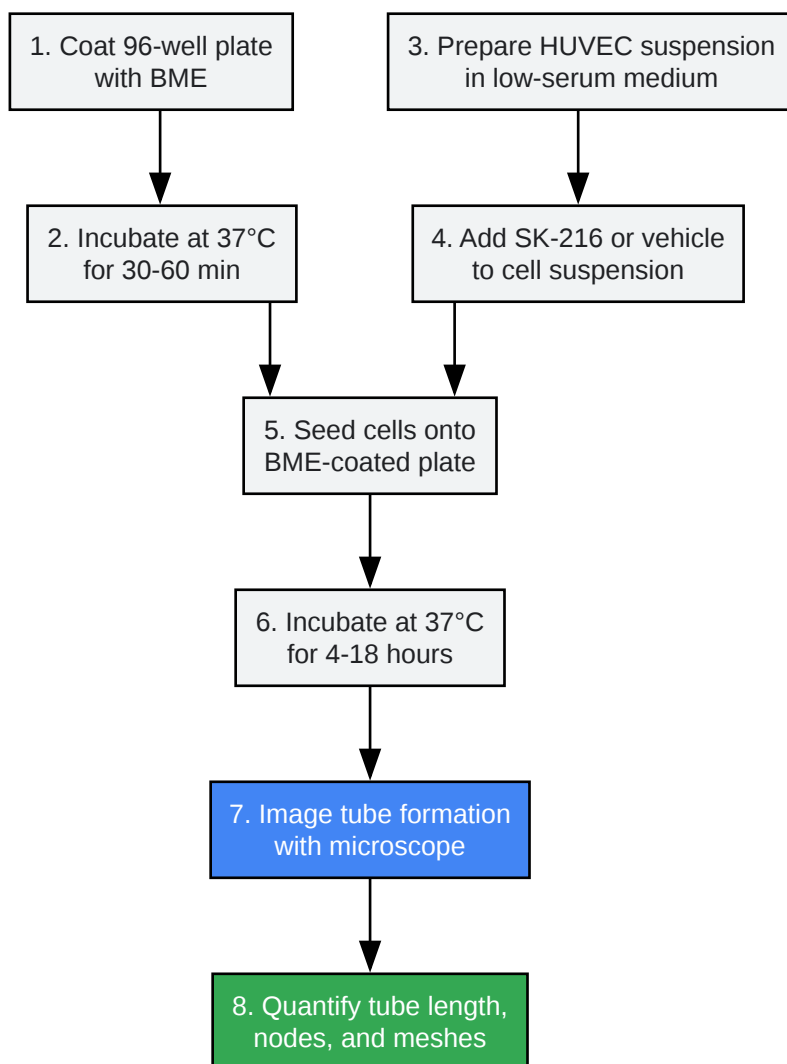 1. Coat 96-well plate
with BME
3. Prepare HUVEC suspension
in low-serum medium
2. Incubate at 37°C
for 30-60 min
4. Add SK-216 or vehicle
to cell suspension
5. Seed cells onto
BME-coated plate
6. Incubate at 37°C
for 4-18 hours
7. Image tube formation
with microscope
8. Quantify tube length,
nodes, and meshes